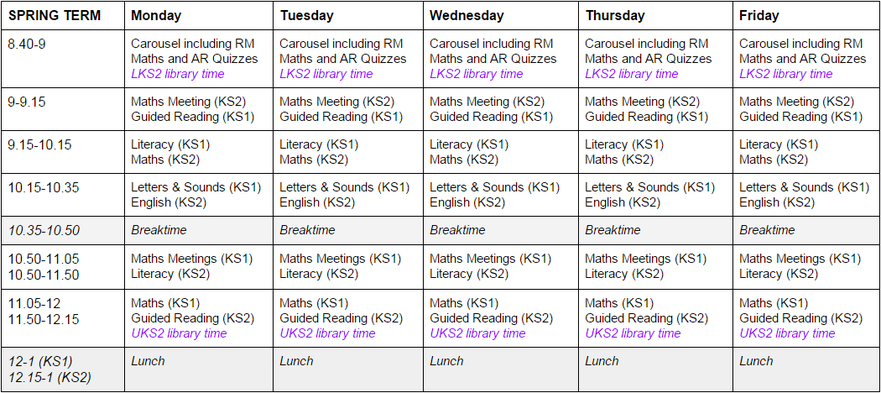 SPRING TERM Monday Tuesday Wednesday Thursday Friday
8.40-9 Carousel including RM Carousel including RM Carousel including RM Carousel including RM Carousel including RM
Maths and AR Quizzes Maths and AR Quizzes Maths and AR Quizzes Maths and AR Quizzes Maths and AR Quizzes
LKS2 library time LKS2 library time LKS2 library time LKS2 library time LKS2 library time
9-9.15 Maths Meeting (KS2) Maths Meeting (KS2) Maths Meeting (KS2) Maths Meeting (KS2) Maths Meeting (KS2)
Guided Reading (KS1) Guided Reading (KS1) Guided Reading (KS1) Guided Reading (KS1) Guided Reading (KS1)
9.15-10.15 Literacy (KS1) Literacy (KS1) Literacy (KS1) Literacy (KS1) Literacy (KS1)
Maths (KS2) Maths (KS2) Maths (KS2) Maths (KS2) Maths (KS2)
10.15-10.35 Letters & Sounds (KS1) Letters & Sounds (KS1) Letters & Sounds (KS1) Letters & Sounds (KS1) Letters & Sounds (KS1)
English (KS2) English (KS2) English (KS2) English (KS2) English (KS2)
10.35-10.50 Breaktime Breaktime Breaktime Breaktime Breaktime
10.50-11.05 Maths Meetings (KS1) Maths Meetings (KS1) Maths Meetings (KS1) Maths Meetings (KS1) Maths Meetings (KS1)
10.50-11.50 Literacy (KS2) Literacy (KS2) Literacy (KS2) Literacy (KS2) Literacy (KS2)
11.05-12 Maths (KS1) Maths (KS1) Maths (KS1) Maths (KS1) Maths (KS1)
11.50-12.15 Guided Reading (KS2) Guided Reading (KS2) Guided Reading (KS2) Guided Reading (KS2) Guided Reading (KS2)
UKS2 library time UKS2 library time UKS2 library time UKS2 library time UKS2 library time
12-1 (KS1) Lunch Lunch Lunch Lunch Lunch
12.15-1 (KS2)